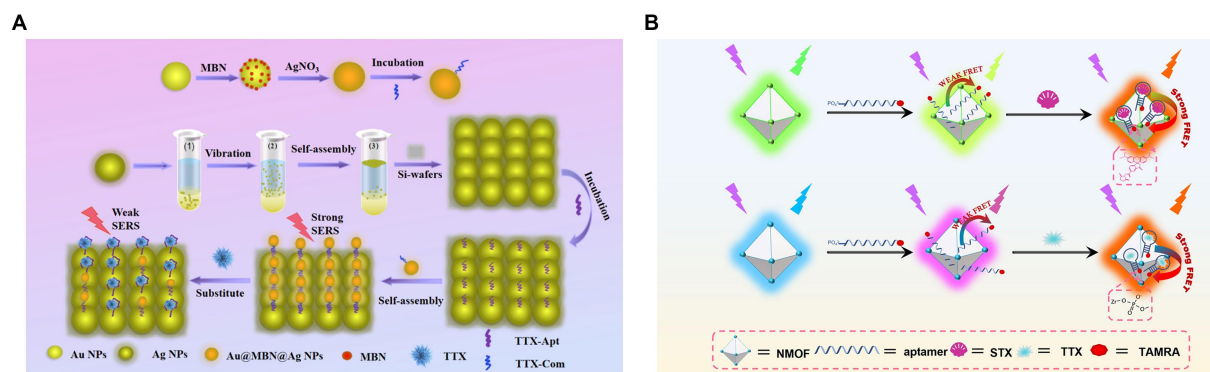 A
MBN
AgNO3
Incubation
(1)
Vibration
(2)
Self-assembly
(3)
Si-wafers
Incubation
Weak
SERS
Strong
SERS
Substitute
Self-assembly
TTX-Apt
TTX-Com
Au NPs
Ag NPs
Au@MBN@Ag NPs
MBN
TTX
B
PO4
WEAK FRET
Strong FRET
PO4
WEAK FRET
Strong FRET
= NMOF
= aptamer
= STX
= TTX
= TAMRA